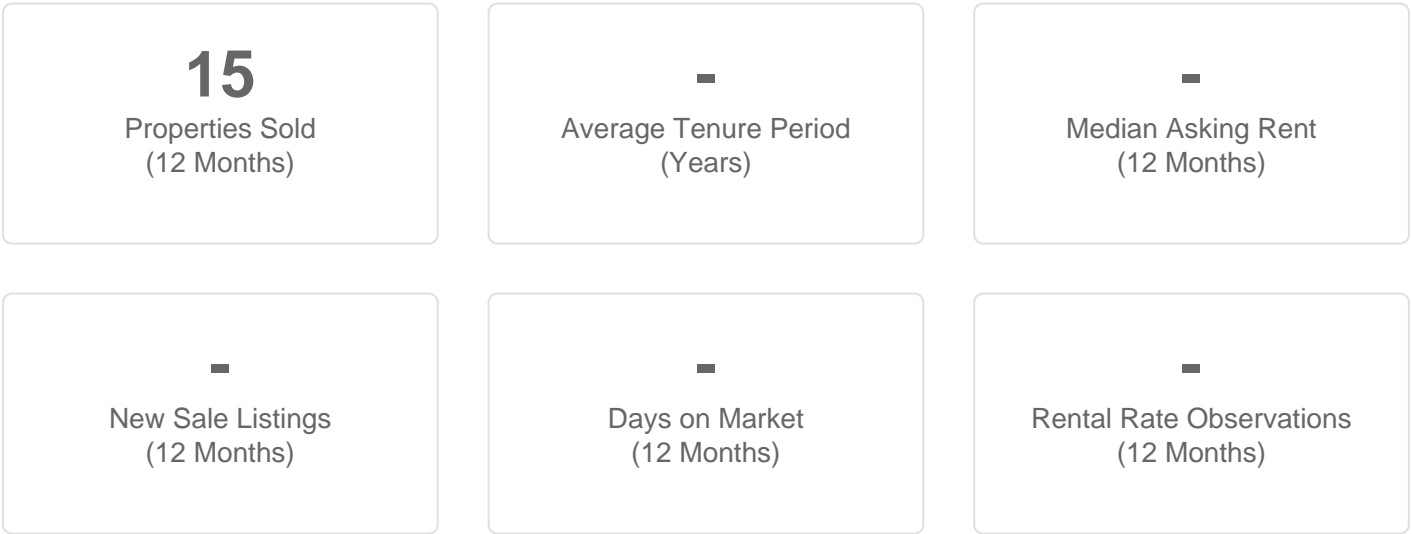 15
Properties Sold
(12 Months)
-
Average Tenure Period
(Years)
-
Median Asking Rent
(12 Months)
-
New Sale Listings
(12 Months)
-
Days on Market
(12 Months)
-
Rental Rate Observations
(12 Months)